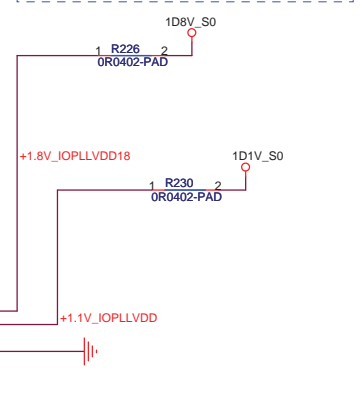 1D8V_S0
1 R226 2
0R0402-PAD
+1.8V_IOPLLVDD18
1D1V_S0
1 R230 2
0R0402-PAD
+1.1V_IOPLLVDD